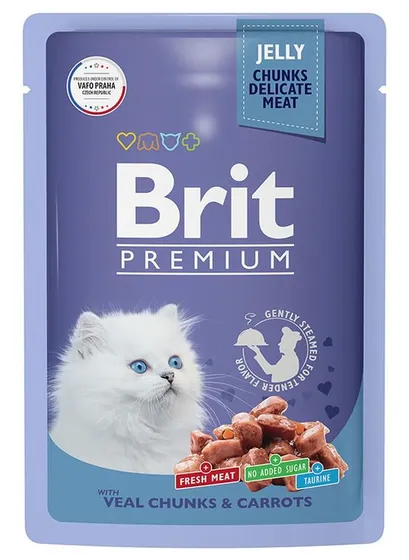 PRODUCED UNDER CONTROL OF
VAFO PRAHA
CZECH REPUBLIC
JELLY
CHUNKS
DELICATE
MEAT
Brit
PREMIUM
GENTLY STEAMED FOR TENDER FLAVOR
FRESH MEAT
NO ADDED SUGAR
TAURINE
WITH
VEAL CHUNKS & CARROTS